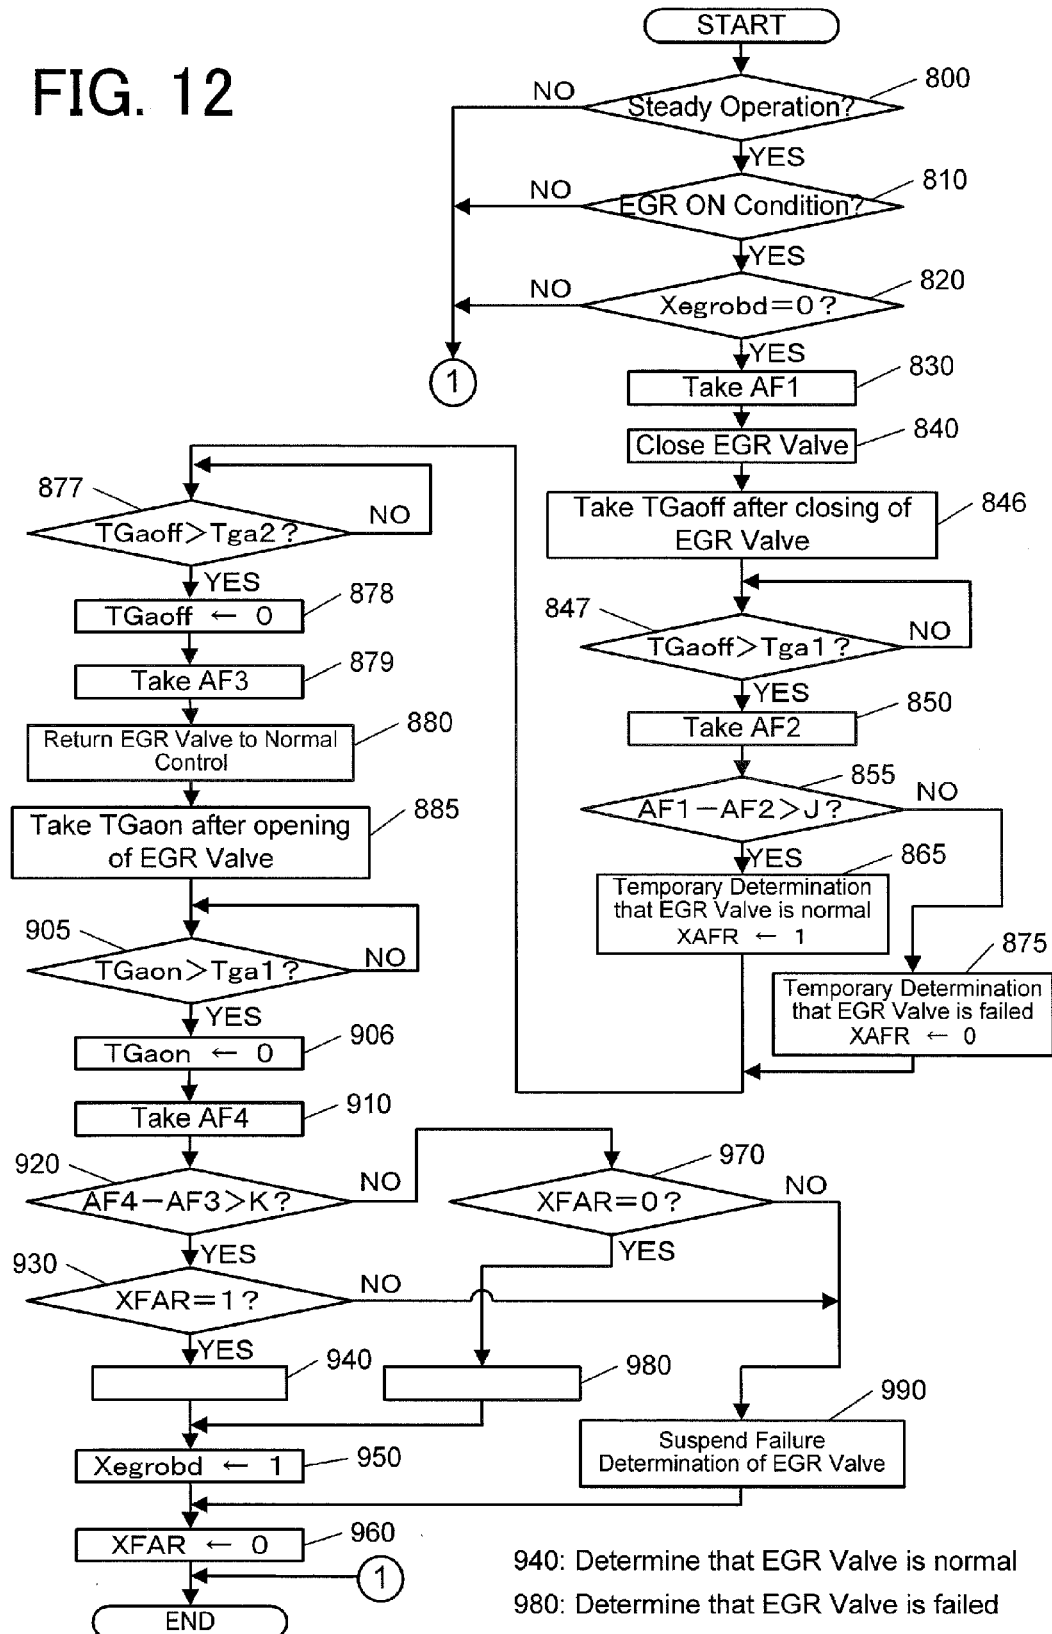 FIG. 12
START
800
Steady Operation?
NO
YES
810
EGR ON Condition?
NO
YES
820
Xegrobd=0?
NO
YES
1
830
Take AF1
840
Close EGR Valve
846
Take TGaoff after closing of
EGR Valve
847
TGaoff>Tga1?
NO
YES
850
Take AF2
855
AF1-AF2>J?
NO
YES
865
Temporary Determination
that EGR Valve is normal
XAFR ← 1
875
Temporary Determination
that EGR Valve is failed
XAFR ← 0
877
TGaoff>Tga2?
NO
YES
878
TGaoff ← 0
879
Take AF3
880
Return EGR Valve to Normal
Control
885
Take TGaon after opening
of EGR Valve
905
TGaon>Tga1?
NO
YES
906
TGaon ← 0
910
Take AF4
920
AF4-AF3>K?
NO
YES
970
XFAR=0?
NO
YES
930
XFAR=1?
NO
YES
940
980
990
Suspend Failure
Determination of EGR Valve
Xegrobd ← 1
950
XFAR ← 0
960
1
END
940: Determine that EGR Valve is normal
980: Determine that EGR Valve is failed